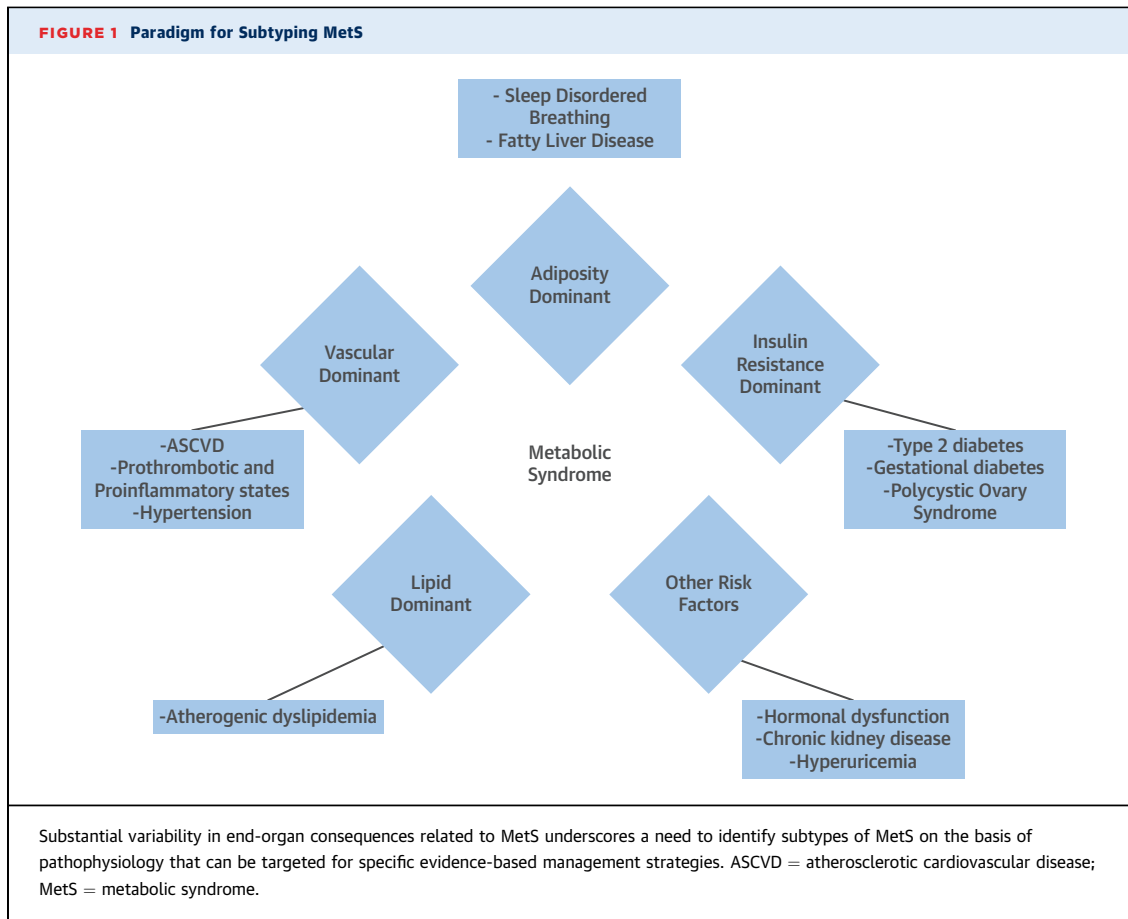 FIGURE 1 Paradigm for Subtyping MetS
- Sleep Disordered
Breathing
- Fatty Liver Disease
Adiposity
Dominant
Vascular
Dominant
Insulin
Resistance
Dominant
-ASCVD
-Prothrombotic and
Proinflammatory states
-Hypertension
Metabolic
Syndrome
-Type 2 diabetes
-Gestational diabetes
-Polycystic Ovary
Syndrome
Lipid
Dominant
Other Risk
Factors
-Atherogenic dyslipidemia
-Hormonal dysfunction
-Chronic kidney disease
-Hyperuricemia
Substantial variability in end-organ consequences related to MetS underscores a need to identify subtypes of MetS on the basis of
pathophysiology that can be targeted for specific evidence-based management strategies. ASCVD = atherosclerotic cardiovascular disease;
MetS = metabolic syndrome.